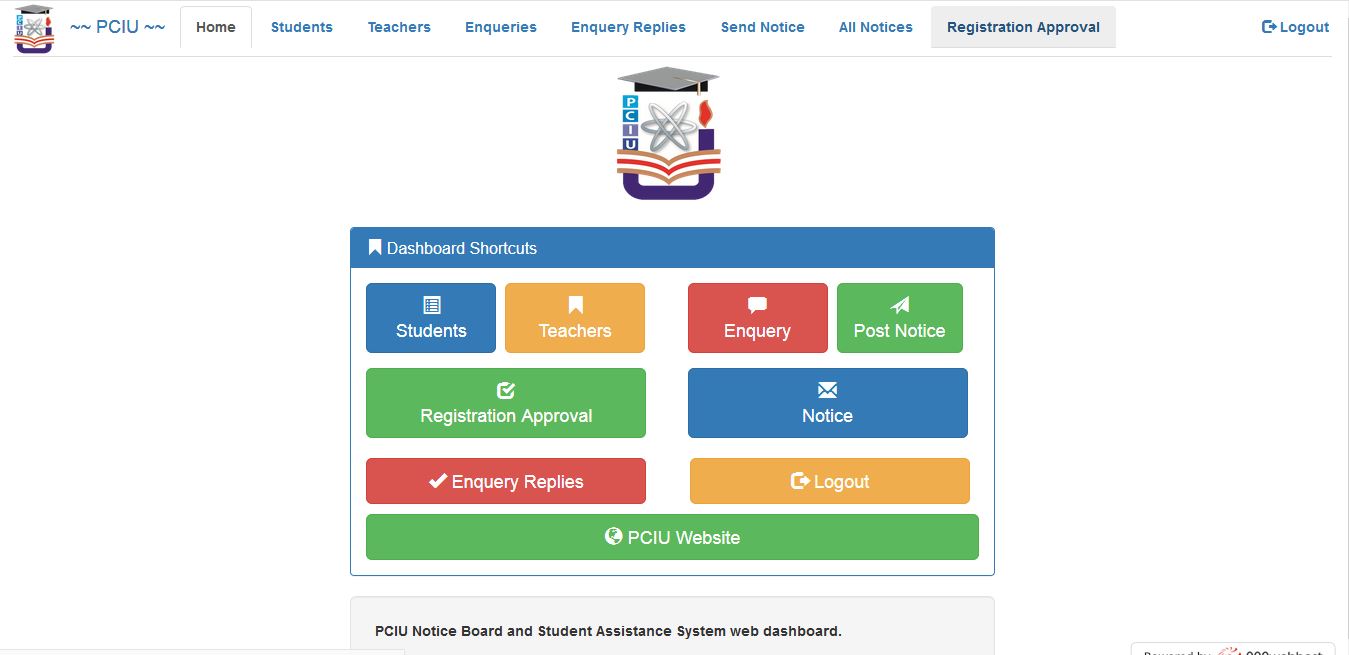 ~~ PCIU ~~ Home Students Teachers Enqueries Enquery Replies Send Notice All Notices Registration Approval Logout
P
C
I
U
Dashboard Shortcuts
Students Teachers Enquery Post Notice
Registration Approval Notice
Enquery Replies Logout
PCIU Website
PCIU Notice Board and Student Assistance System web dashboard.
Powered by 000webhost